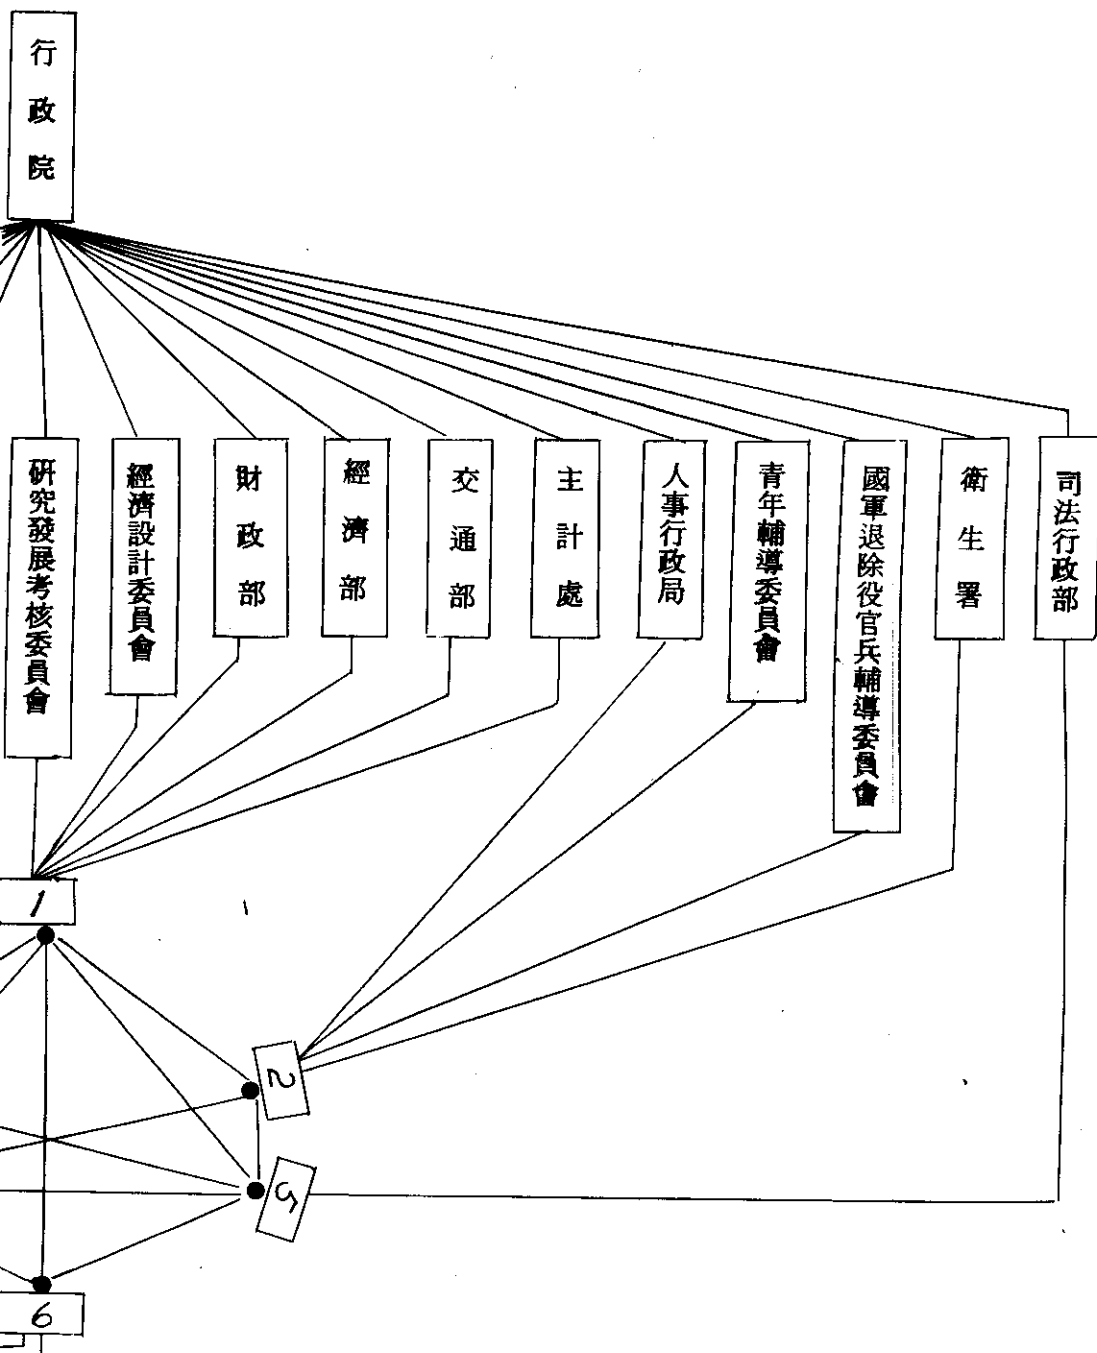 行政院
研究發展考核委員會
經濟設計委員會
財政部
經濟部
交通部
主計處
人事行政局
青年輔導委員會
國軍退除役官兵輔導委員會
衛生署
司法行政部
1
2
5
6